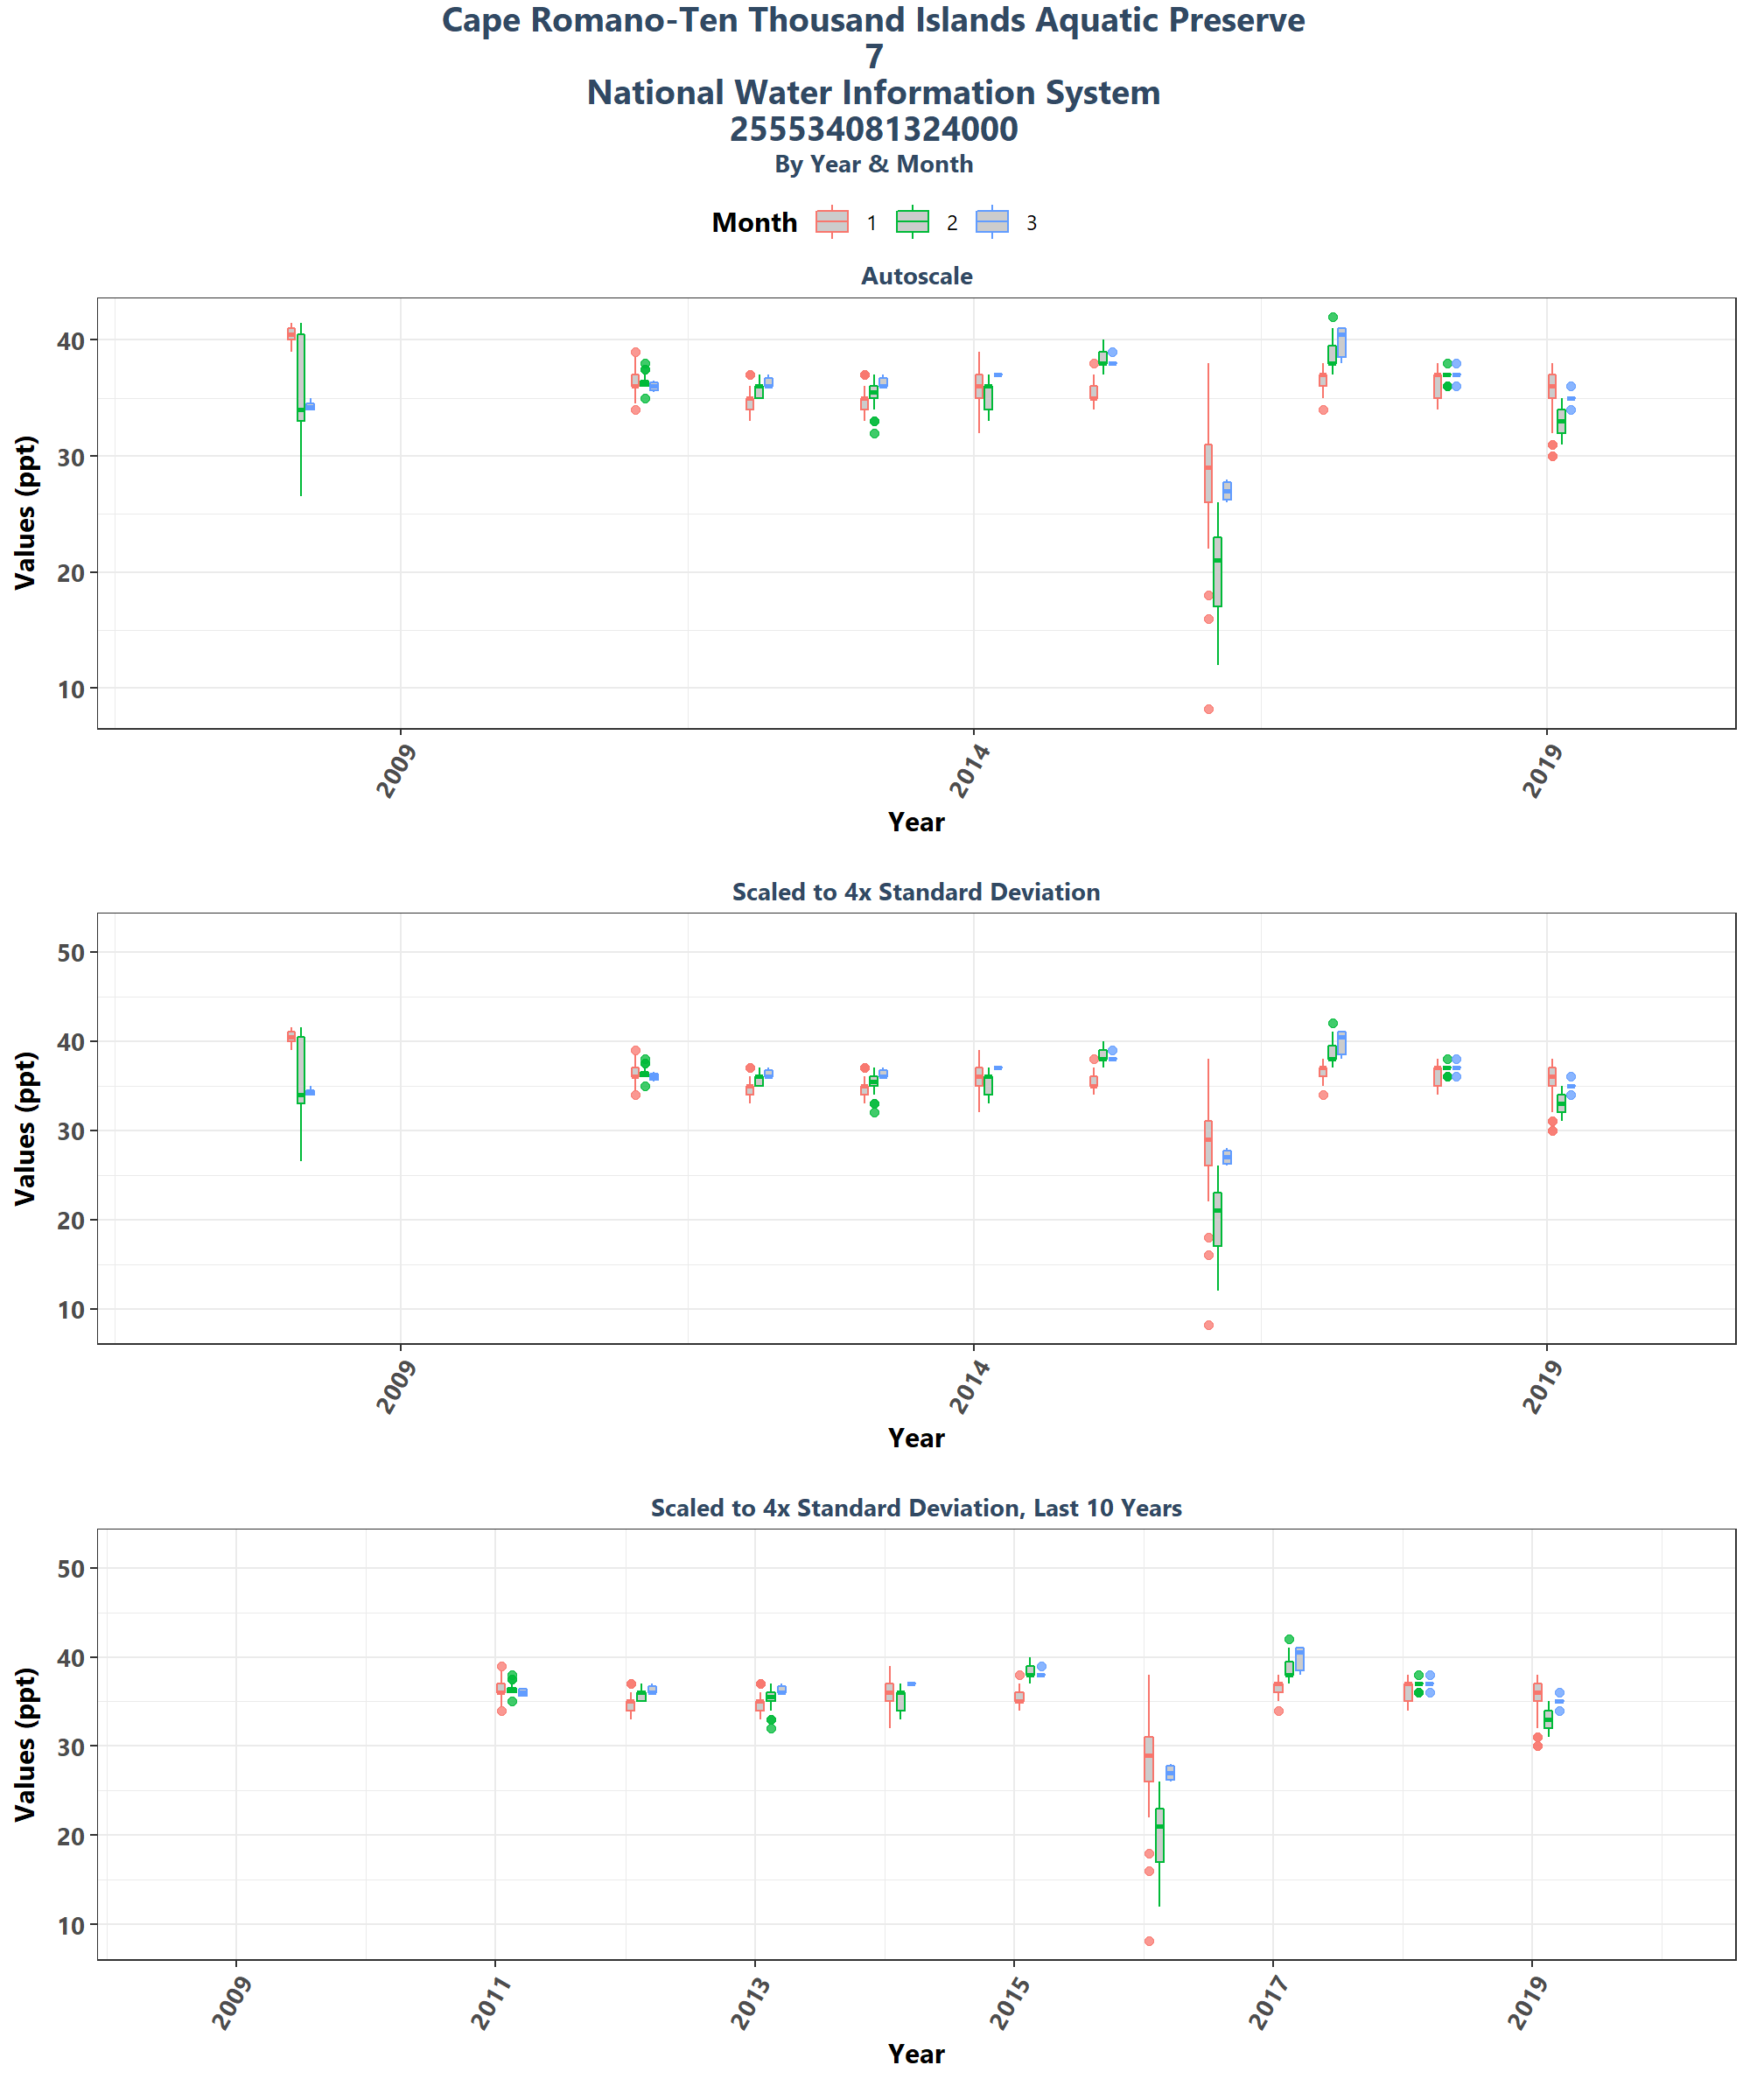 Cape Romano-Ten Thousand Islands Aquatic Preserve
7
National Water Information System
255534081324000
By Year & Month
Month 1 2 3
Autoscale
Values (ppt)
40
30
20
10
2009 2014 2019
Year
Scaled to 4x Standard Deviation
Values (ppt)
50
40
30
20
10
2009 2014 2019
Year
Scaled to 4x Standard Deviation, Last 10 Years
Values (ppt)
50
40
30
20
10
2009 2011 2013 2015 2017 2019
Year